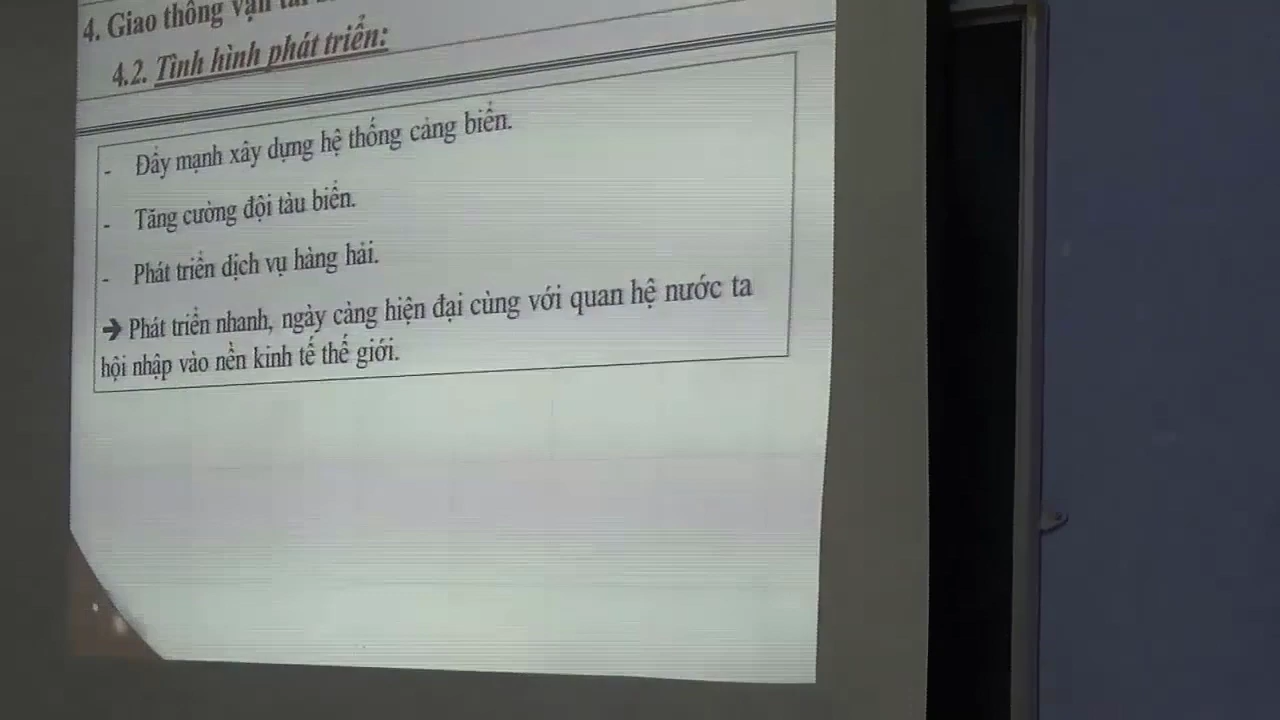 4. Giao thông vận tải
4.2. Tình hình phát triển:
- Đẩy mạnh xây dựng hệ thống cảng biển.
- Tăng cường đội tàu biển.
- Phát triển dịch vụ hàng hải.
➔ Phát triển nhanh, ngày càng hiện đại cùng với quan hệ nước ta
hội nhập vào nền kinh tế thế giới.